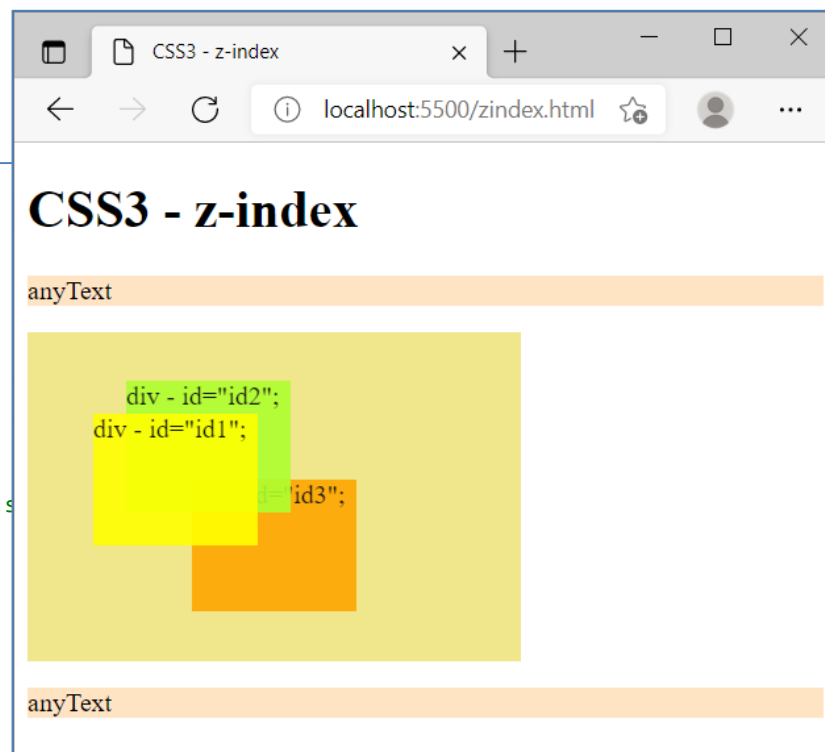 CSS3 - z-index
localhost:5500/zindex.html
CSS3 - z-index
anyText
div - id="id2";
div - id="id1";
="id3";
anyText
s